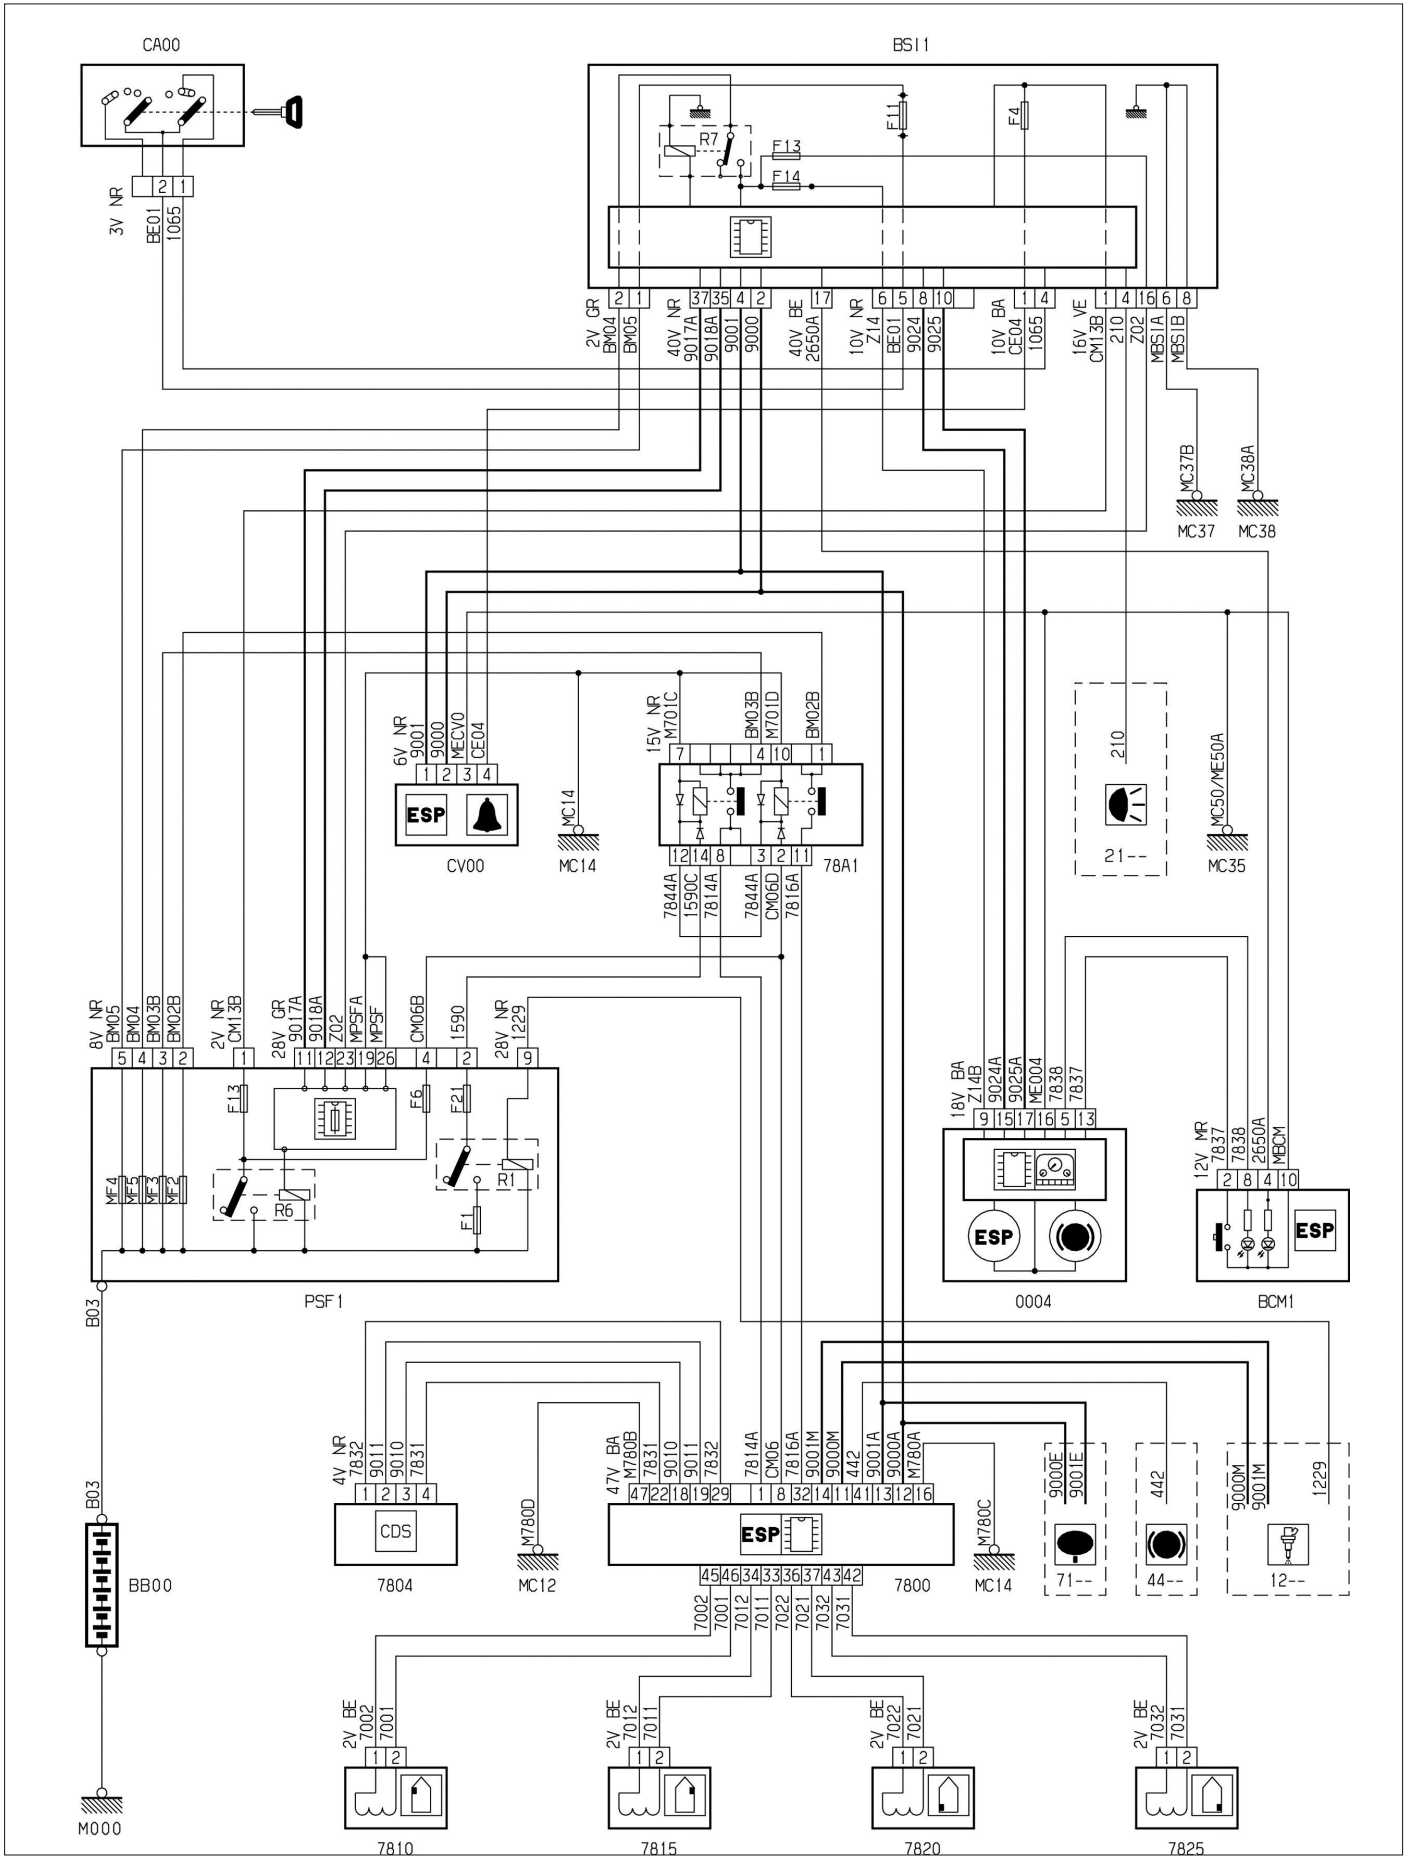 CA00
BSI1
R7
F13
F14
F1
F4
2 1
3V NR
BE01
1065
2 1 37 35 4 2 17 6 5 8 10 1 4 1 4 16 6 8
2V GR
BM04
BM05
40V NR
9017A
9018A
9001
9000
40V BE
2650A
10V NR
Z14
BE01
9024
9025
10V BA
CE04
1065
16V VE
CM13B
210
Z02
MBSIA
MBSIB
MC37B
MC38A
MC37
MC38
6V NR
9001
9000
MECV0
CE04
1 2 3 4
ESP
CV00
MC14
MC14
15V NR
M701C
BM03B
M701D
BM02B
7 4 10 1
12 14 8 3 2 11
78A1
7844A
1590C
7814A
7844A
CM06D
7816A
210
21--
MC50/ME50A
MC35
8V NR
BM05
BM04
BM03B
BM02B
2V NR
CM13B
28V GR
9017A
9018A
Z02
MPSFA
MPSF
CM06B
1590
28V NR
1229
5 4 3 2 1 11 12 23 19 26 4 2 9
F13
F6
F21
MF4
MF5
MF3
MF2
R6
R1
F1
PSF1
18V BA
Z14B
9024A
9025A
ME004
7838
7837
9 15 17 16 5 13
ESP
0004
12V MR
7837
7838
2650A
MBCM
2 8 4 10
ESP
BCM1
B03
B03
BB00
M000
4V NR
7832
9011
9010
7831
1 2 3 4
CDS
7804
M780D
MC12
47V BA
M780B
7831
9010
9011
7832
7814A
CM06
7816A
9001M
9000M
442
9001A
9000A
M780A
47 22 18 19 29 1 8 32 14 11 41 13 12 16
ESP
7800
M780C
MC14
9000E
9001E
71--
442
44--
9000M
9001M
1229
12--
45 46 34 33 36 37 43 42
7002
7001
7012
7011
7022
7021
7032
7031
2V BE
7002
7001
1 2
7810
2V BE
7012
7011
1 2
7815
2V BE
7022
7021
1 2
7820
2V BE
7032
7031
1 2
7825